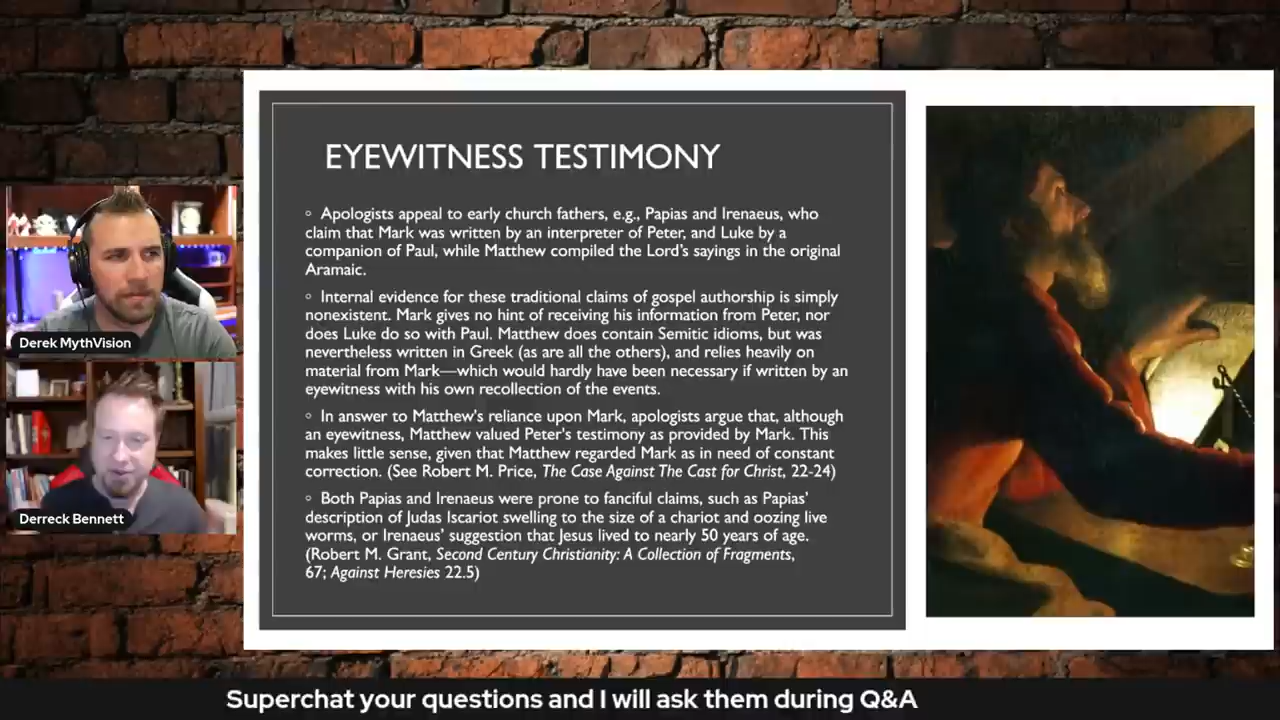 EYEWITNESS TESTIMONY
◦ Apologists appeal to early church fathers, e.g., Papias and Irenaeus, who
claim that Mark was written by an interpreter of Peter, and Luke by a
companion of Paul, while Matthew compiled the Lord's sayings in the original
Aramaic.
◦ Internal evidence for these traditional claims of gospel authorship is simply
nonexistent. Mark gives no hint of receiving his information from Peter, nor
does Luke do so with Paul. Matthew does contain Semitic idioms, but was
nevertheless written in Greek (as are all the others), and relies heavily on
material from Mark—which would hardly have been necessary if written by an
eyewitness with his own recollection of the events.
◦ In answer to Matthew's reliance upon Mark, apologists argue that, although
an eyewitness, Matthew valued Peter's testimony as provided by Mark. This
makes little sense, given that Matthew regarded Mark as in need of constant
correction. (See Robert M. Price, The Case Against The Cast for Christ, 22-24)
◦ Both Papias and Irenaeus were prone to fanciful claims, such as Papias'
description of Judas Iscariot swelling to the size of a chariot and oozing live
worms, or Irenaeus' suggestion that Jesus lived to nearly 50 years of age.
(Robert M. Grant, Second Century Christianity: A Collection of Fragments,
67; Against Heresies 22.5)
Derek MythVision
Derreck Bennett
Superchat your questions and I will ask them during Q&A